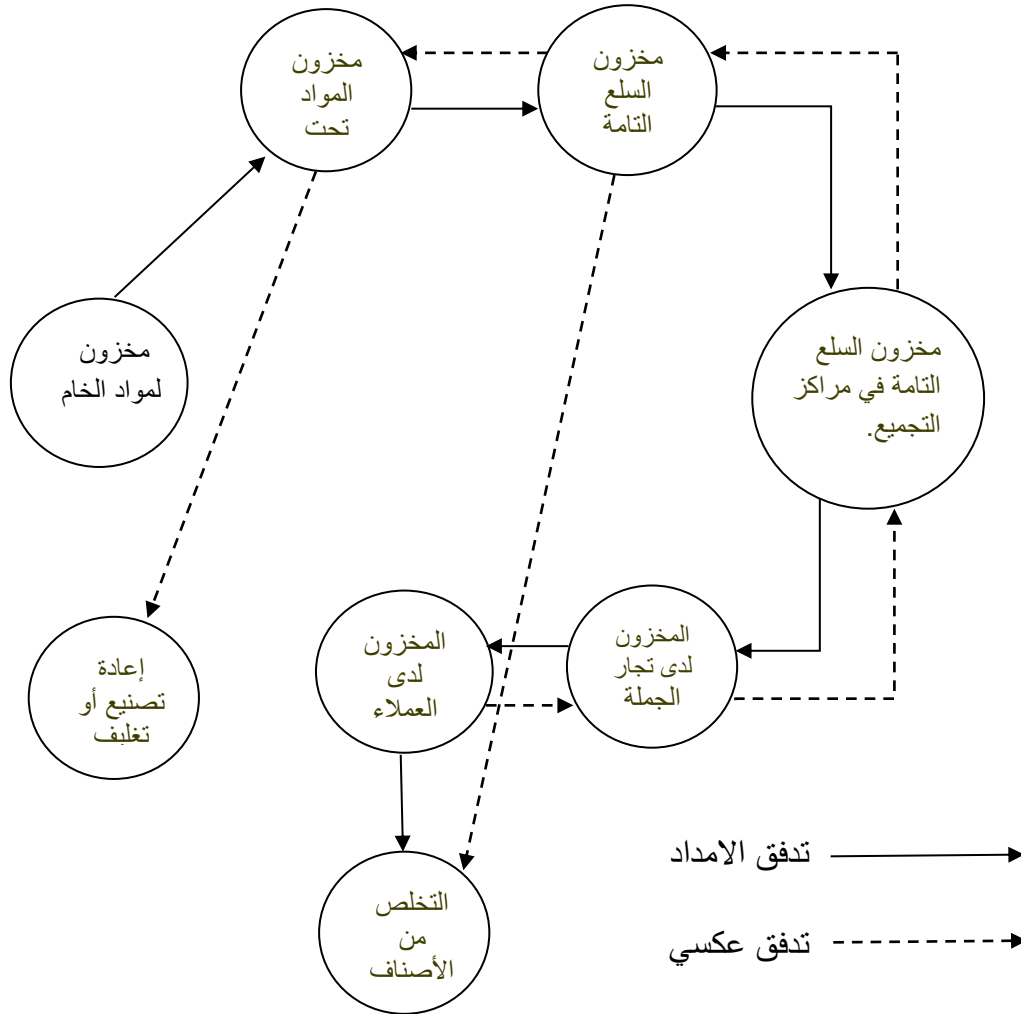 مخزون
المواد
تحت
مخزون
السلع
التامة
مخزون
لمواد الخام
مخزون السلع
التامة في مراكز
التجميع.
إعادة
تصنيع أو
تغليف
المخزون
لدى
العملاء
المخزون
لدى تجار
الجملة
التخلص
من
الأصناف
تدفق الامداد
تدفق عكسي